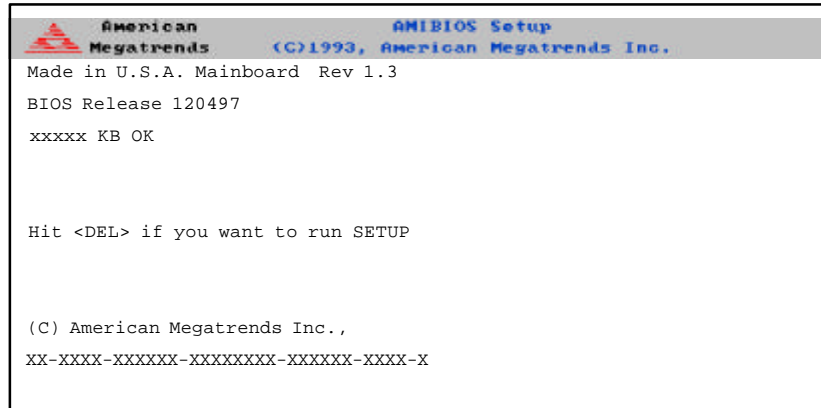 American AMIBIOS Setup
Megatrends (C)1993, American Megatrends Inc.
Made in U.S.A. Mainboard Rev 1.3
BIOS Release 120497
xxxxx KB OK
Hit <DEL> if you want to run SETUP
(C) American Megatrends Inc.,
XX-XXXX-XXXXXX-XXXXXXXX-XXXXXX-XXXX-X